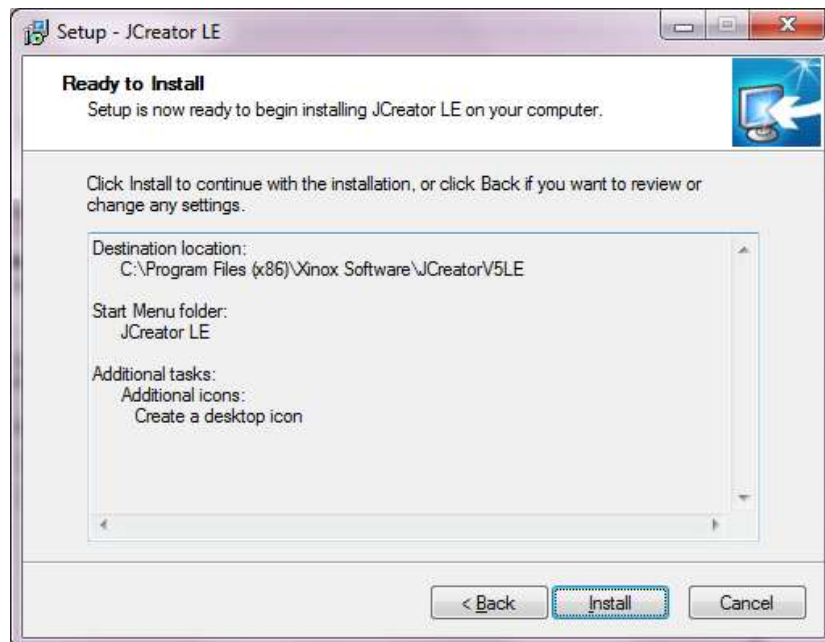 Setup - JCreator LE
Ready to Install
Setup is now ready to begin installing JCreator LE on your computer.
Click Install to continue with the installation, or click Back if you want to review or
change any settings.
Destination location:
C:\Program Files (x86)\Xinox Software\JCreatorV5LE
Start Menu folder:
JCreator LE
Additional tasks:
Additional icons:
Create a desktop icon
< Back Install Cancel